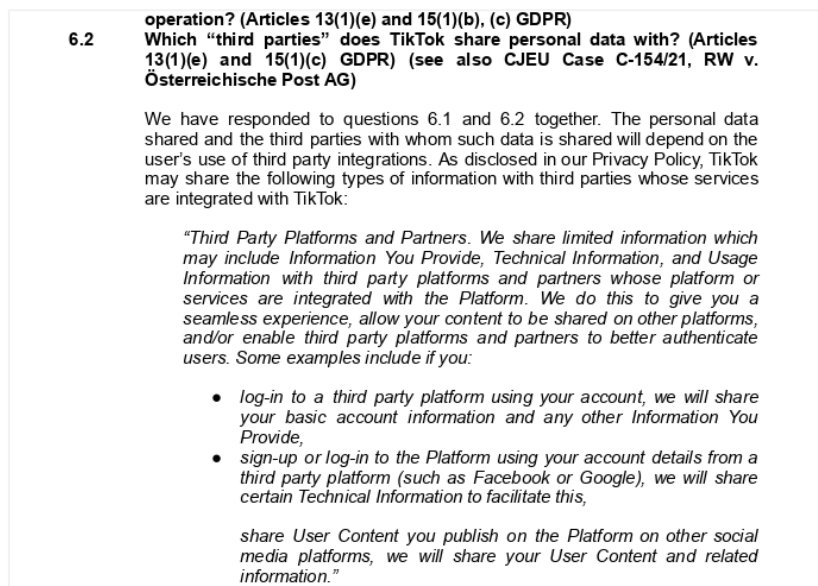 operation? (Articles 13(1)(e) and 15(1)(b), (c) GDPR)
6.2 Which “third parties” does TikTok share personal data with? (Articles
13(1)(e) and 15(1)(c) GDPR) (see also CJEU Case C-154/21, RW v.
Österreichische Post AG)
We have responded to questions 6.1 and 6.2 together. The personal data
shared and the third parties with whom such data is shared will depend on the
user’s use of third party integrations. As disclosed in our Privacy Policy, TikTok
may share the following types of information with third parties whose services
are integrated with TikTok:
“Third Party Platforms and Partners. We share limited information which
may include Information You Provide, Technical Information, and Usage
Information with third party platforms and partners whose platform or
services are integrated with the Platform. We do this to give you a
seamless experience, allow your content to be shared on other platforms,
and/or enable third party platforms and partners to better authenticate
users. Some examples include if you:
● log-in to a third party platform using your account, we will share
your basic account information and any other Information You
Provide,
● sign-up or log-in to the Platform using your account details from a
third party platform (such as Facebook or Google), we will share
certain Technical Information to facilitate this,
share User Content you publish on the Platform on other social
media platforms, we will share your User Content and related
information.”